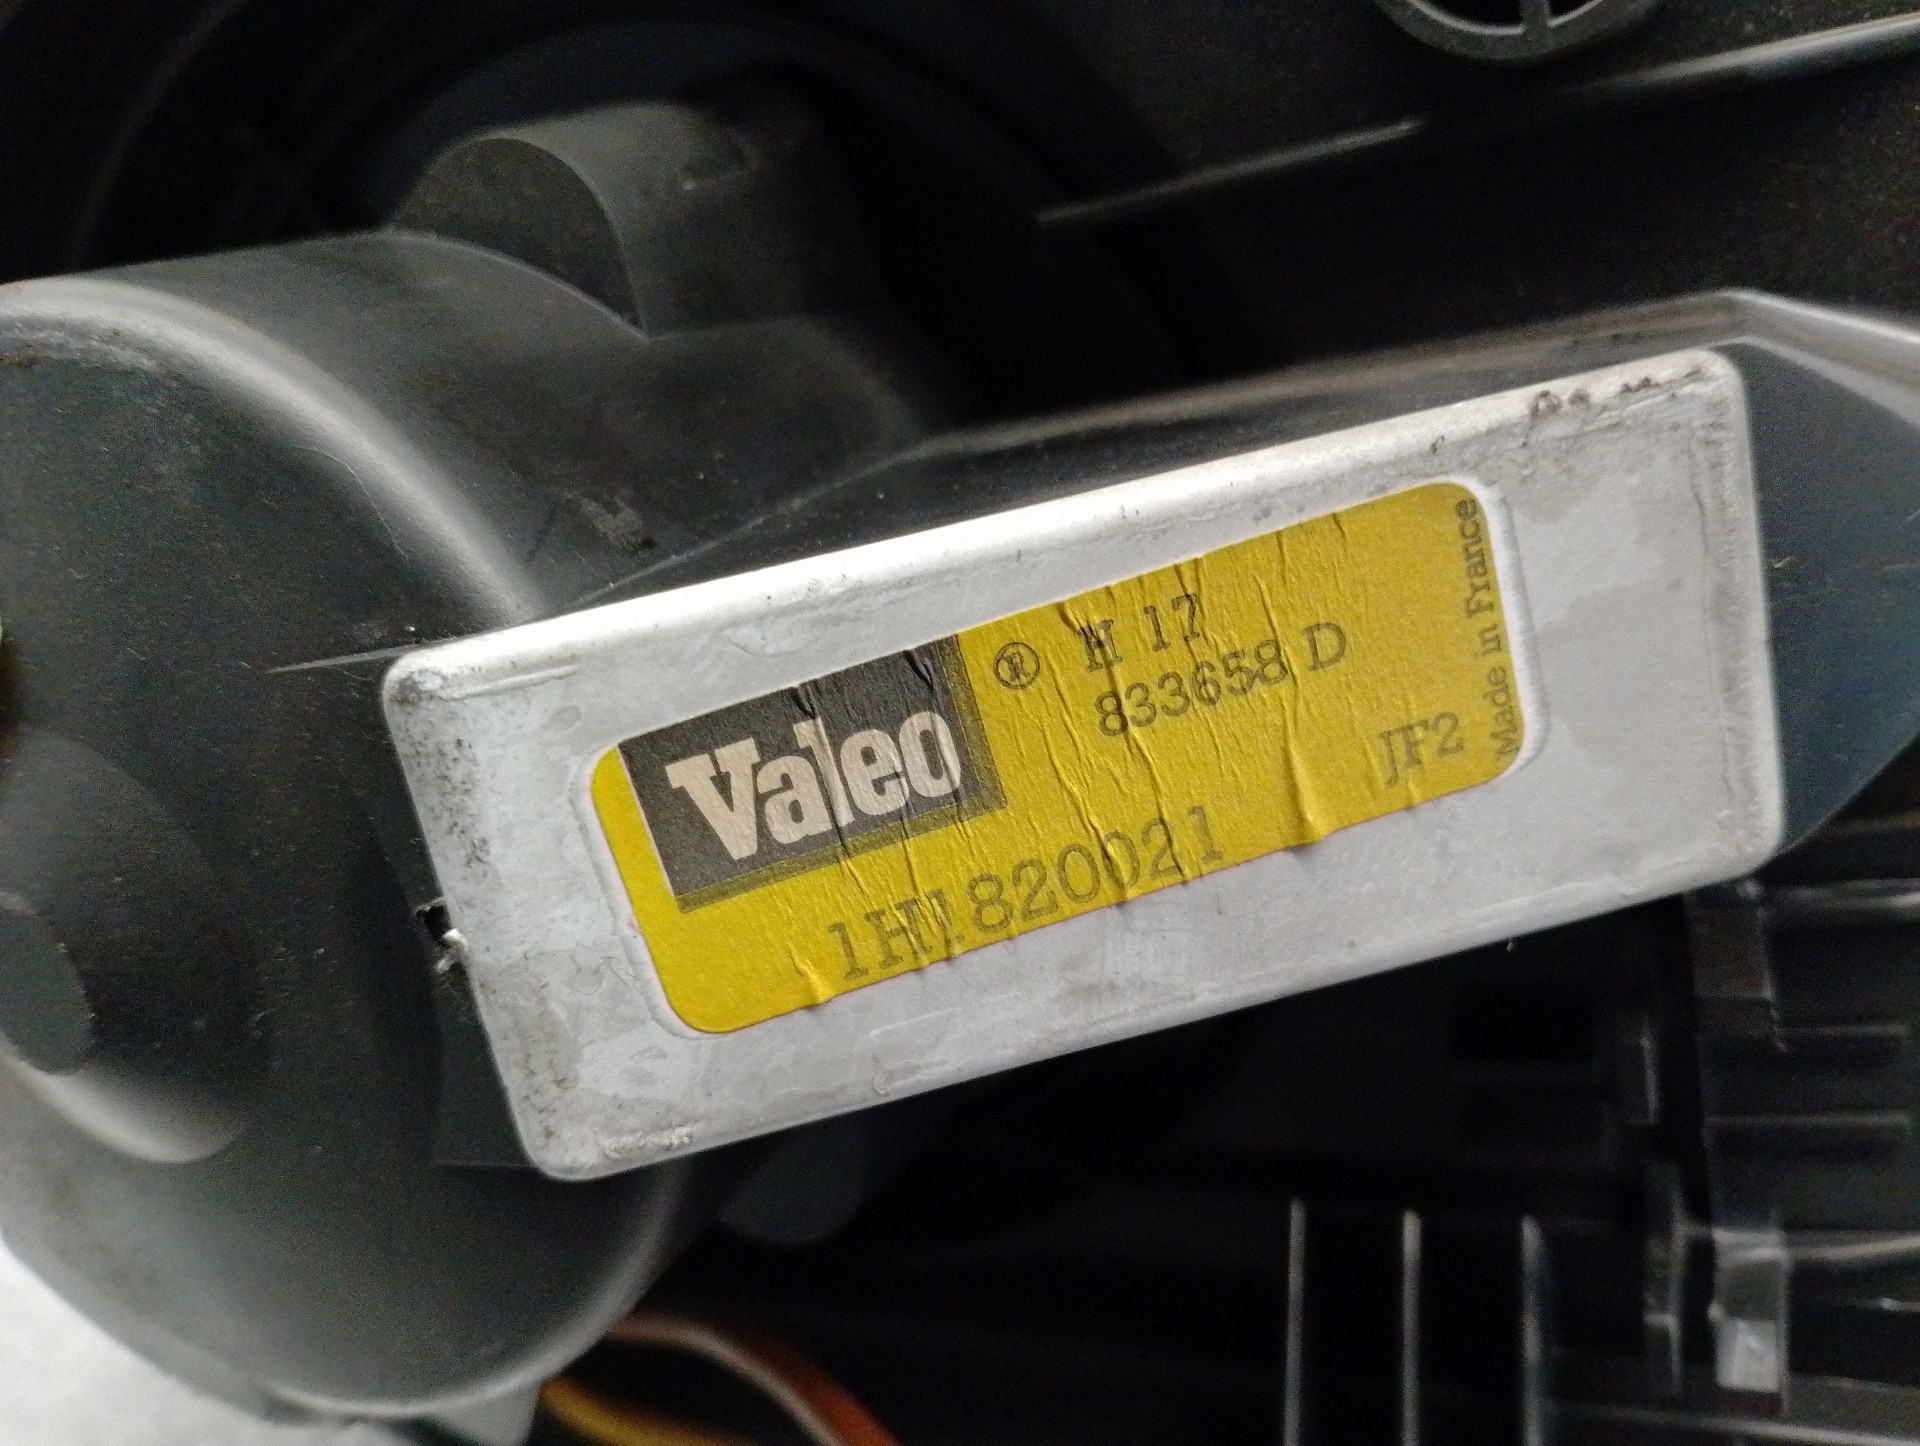 Valeo ® H 17
833658 D
JF2
1H1820021
Made in France